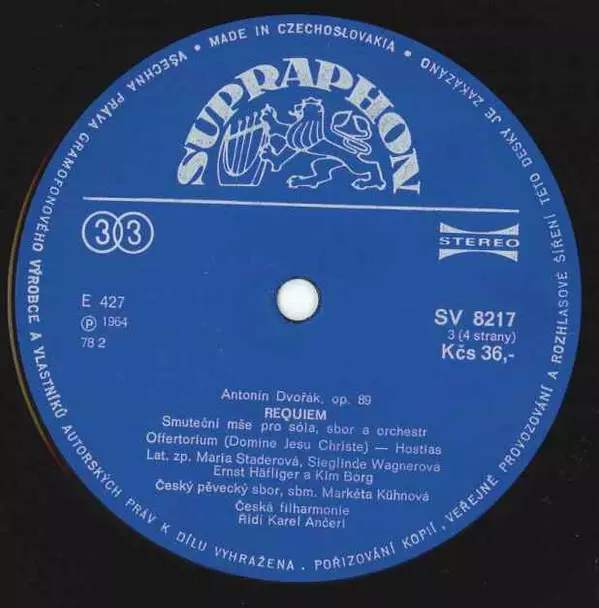 VŠECHNA PRÁVA GRAMOFONOVÉHO VÝROBCE A VLASTNÍKŮ AUTORSKÝCH PRÁV K DÍLU VYHRAŽENA. POŘIZOVÁNÍ KOPIÍ, VEŘEJNÉ PROVOZOVÁNÍ A ROZHLASOVÉ ŠÍŘENÍ TÉTO DESKY JE ZAKÁZÁNO • MADE IN CZECHOSLOVAKIA •
SUPRAPHON
33
STEREO
E 427
℗ 1964
78 2
SV 8217
3 (4 strany)
Kčs 36,-
Antonín Dvořák, op. 89
REQUIEM
Smuteční mše pro sóla, sbor a orchestr
Offertorium (Domine Jesu Christe) — Hostias
Lat. zp. Maria Staderová, Sieglinde Wagnerová
Ernst Häfliger a Kim Borg
Český pěvecký sbor, sbm. Markéta Kühnová
Česká filharmonie
Řídí Karel Ančerl